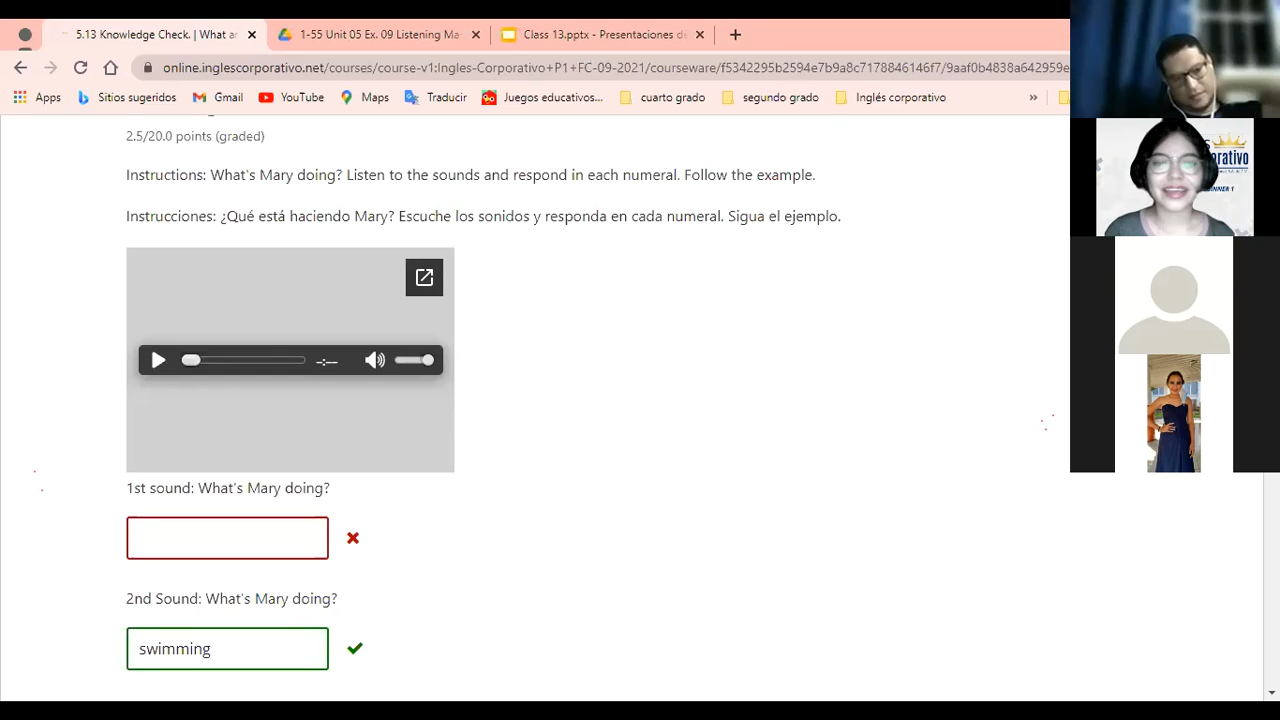 5.13 Knowledge Check. | What ar
1-55 Unit 05 Ex. 09 Listening Ma
Class 13.pptx - Presentaciones de
online.inglescorporativo.net/courses/course-v1:Ingles-Corporativo+P1+FC-09-2021/courseware/f5342295b2594e7b9a8c7178846146f7/9aaf0b4838a642959e
Apps
Sitios sugeridos
Gmail
YouTube
Maps
Traducir
Juegos educativos...
cuarto grado
segundo grado
Inglés corporativo
»
2.5/20.0 points (graded)
Instructions: What's Mary doing? Listen to the sounds and respond in each numeral. Follow the example.
Instrucciones: ¿Qué está haciendo Mary? Escuche los sonidos y responda en cada numeral. Sigua el ejemplo.
-:--
1st sound: What's Mary doing?
2nd Sound: What's Mary doing?
swimming